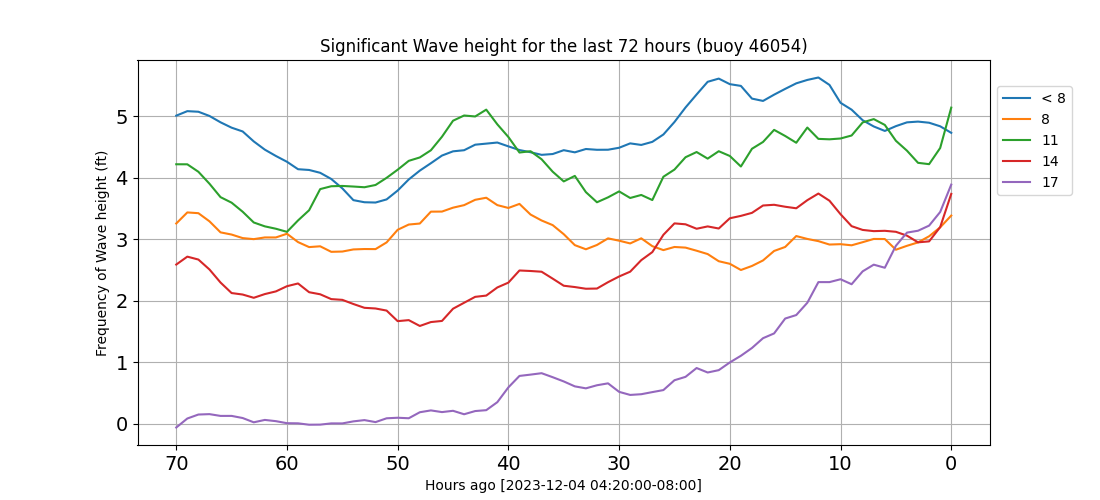 Significant Wave height for the last 72 hours (buoy 46054)
Frequency of Wave height (ft)
5
4
3
2
1
0
70 60 50 40 30 20 10 0
Hours ago [2023-12-04 04:20:00-08:00]
< 8
8
11
14
17